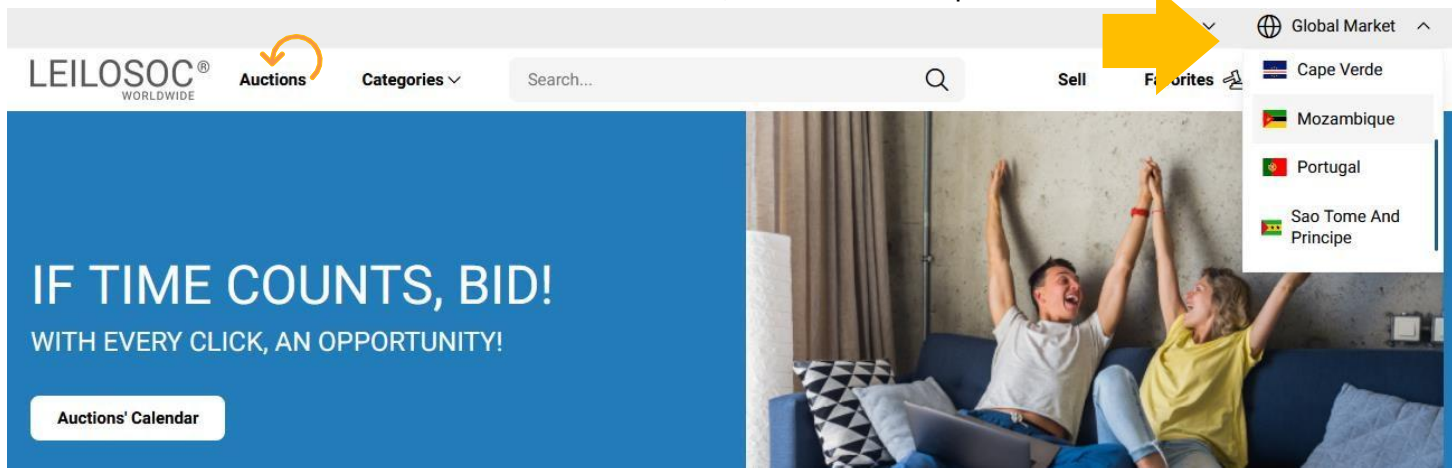 Global Market
LEILOSOC®
WORLDWIDE
Auctions
Categories
Search...
Sell
Favorites
Cape Verde
Mozambique
Portugal
Sao Tome And
Principe
IF TIME COUNTS, BID!
WITH EVERY CLICK, AN OPPORTUNITY!
Auctions' Calendar